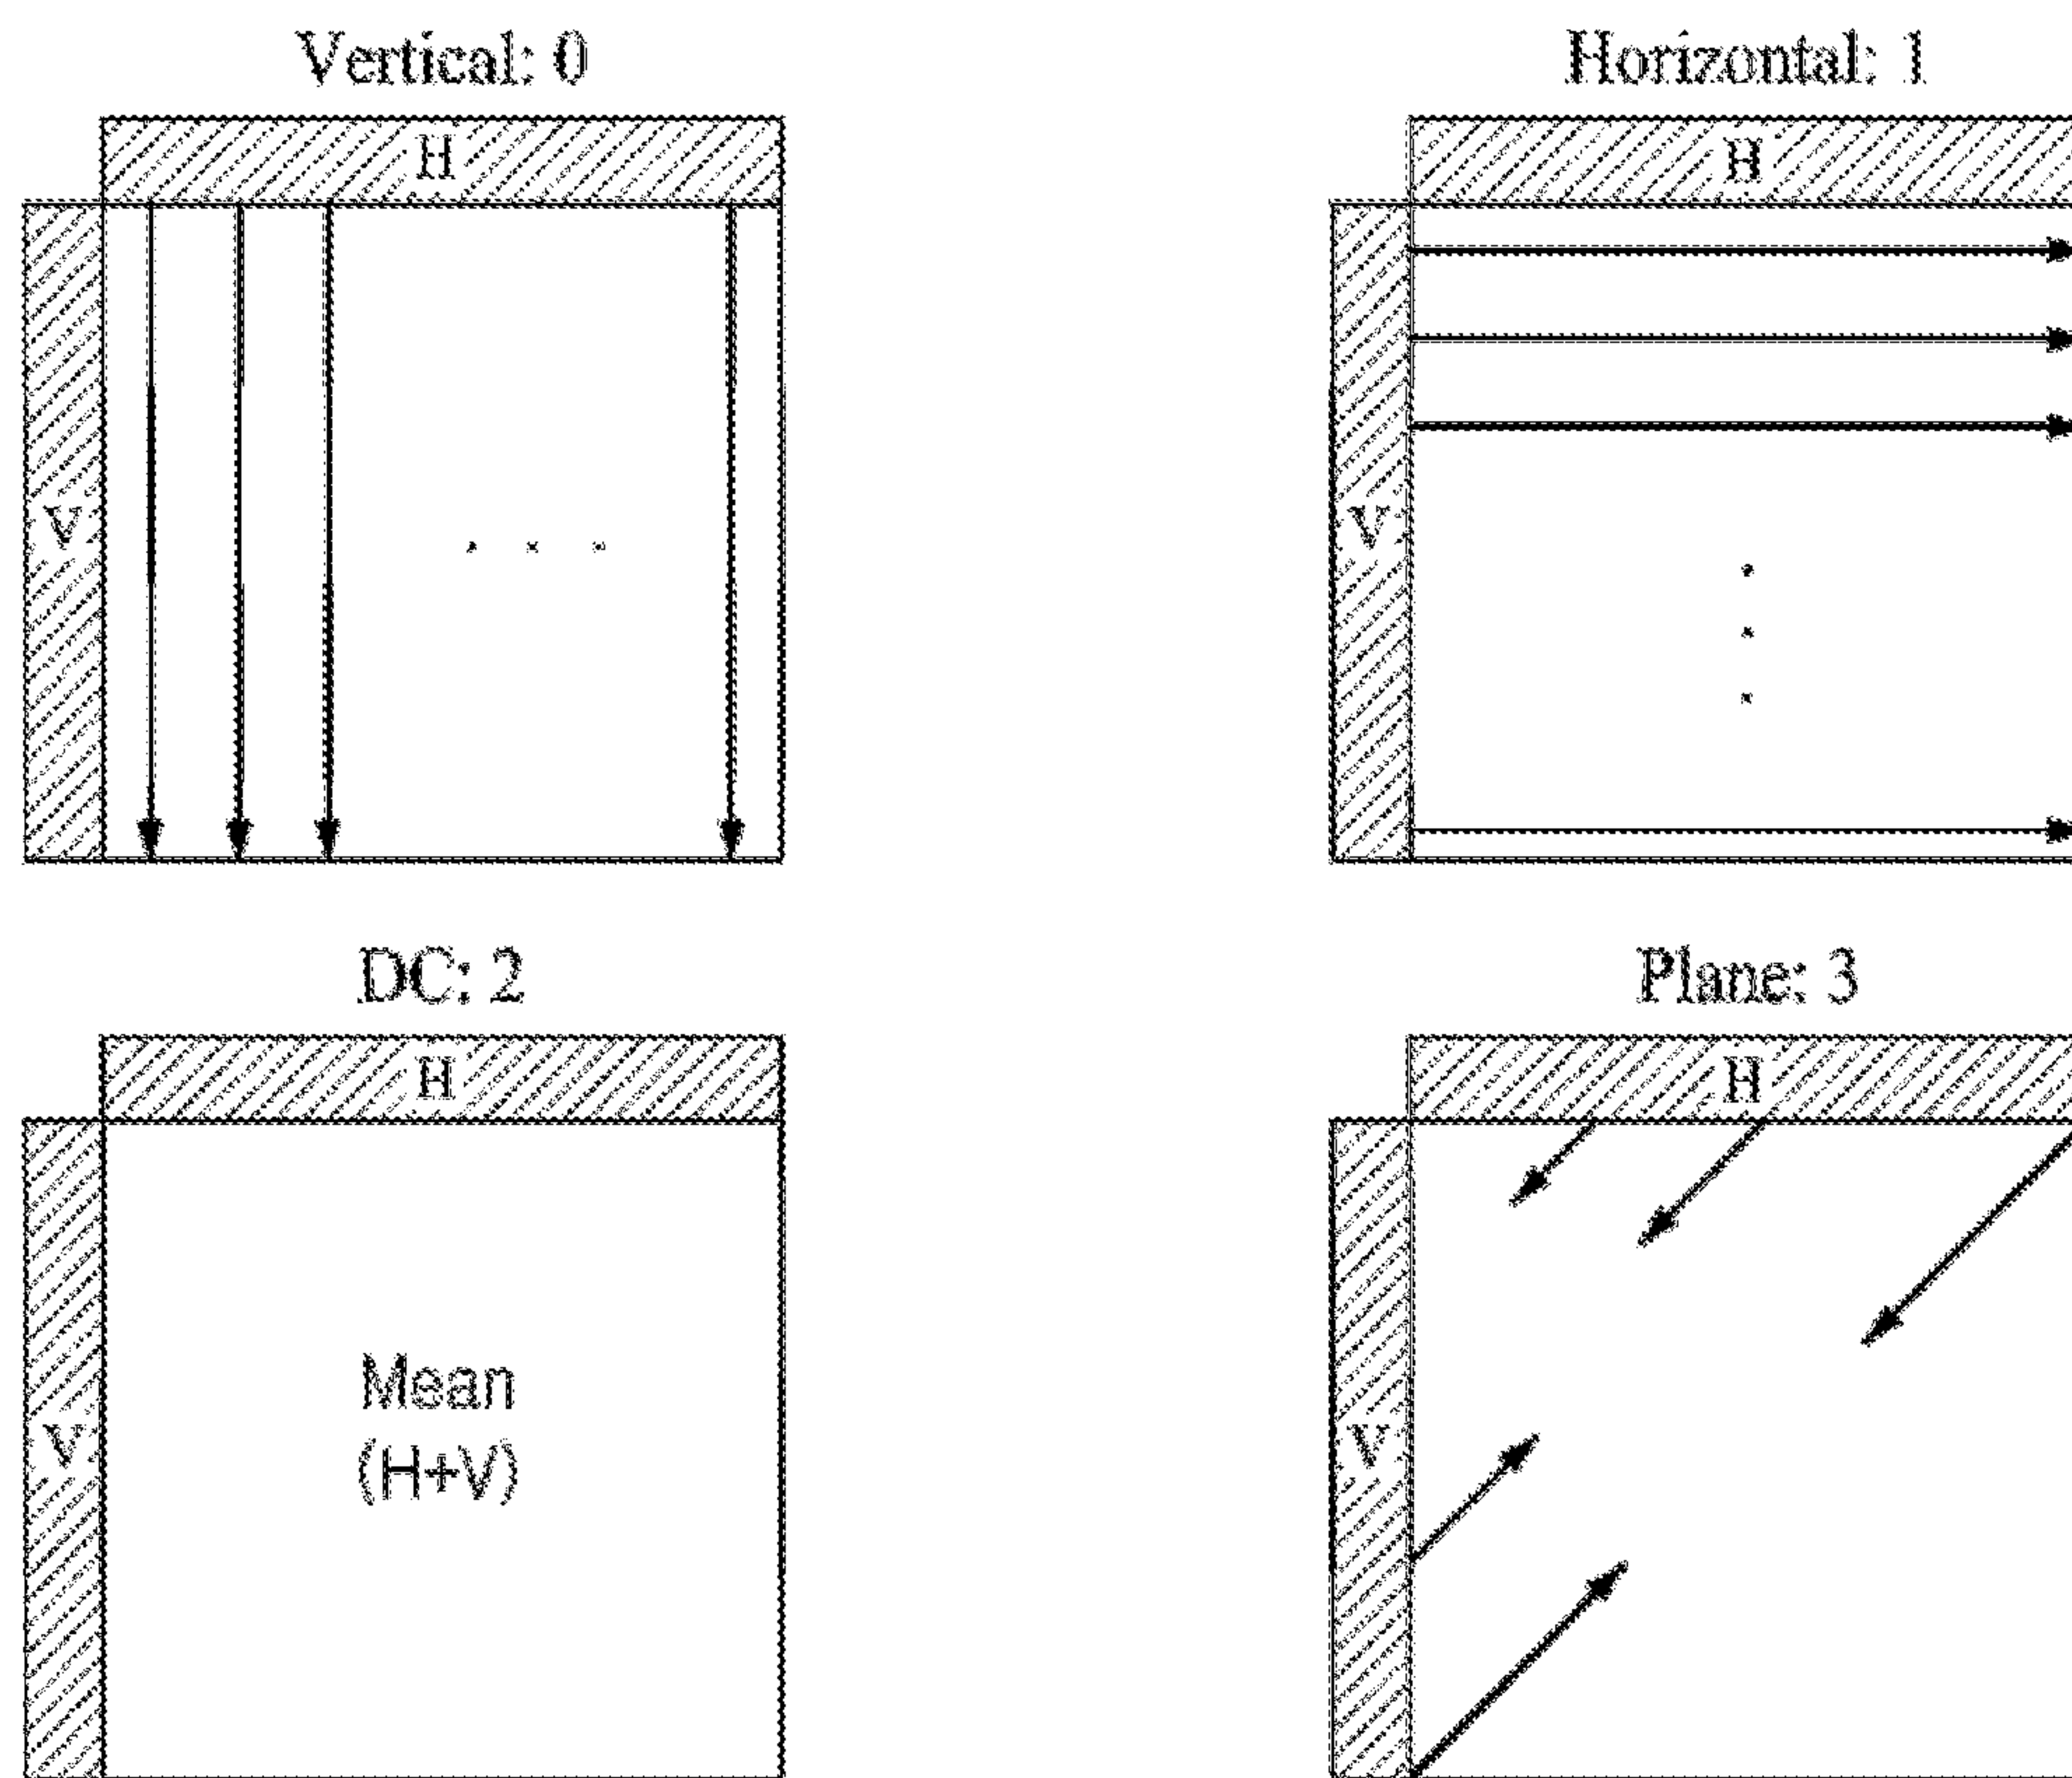 Vertical: 0
H
V
Horizontal: 1
H
V
DC: 2
H
V
Mean
(H+V)
Plane: 3
H
V